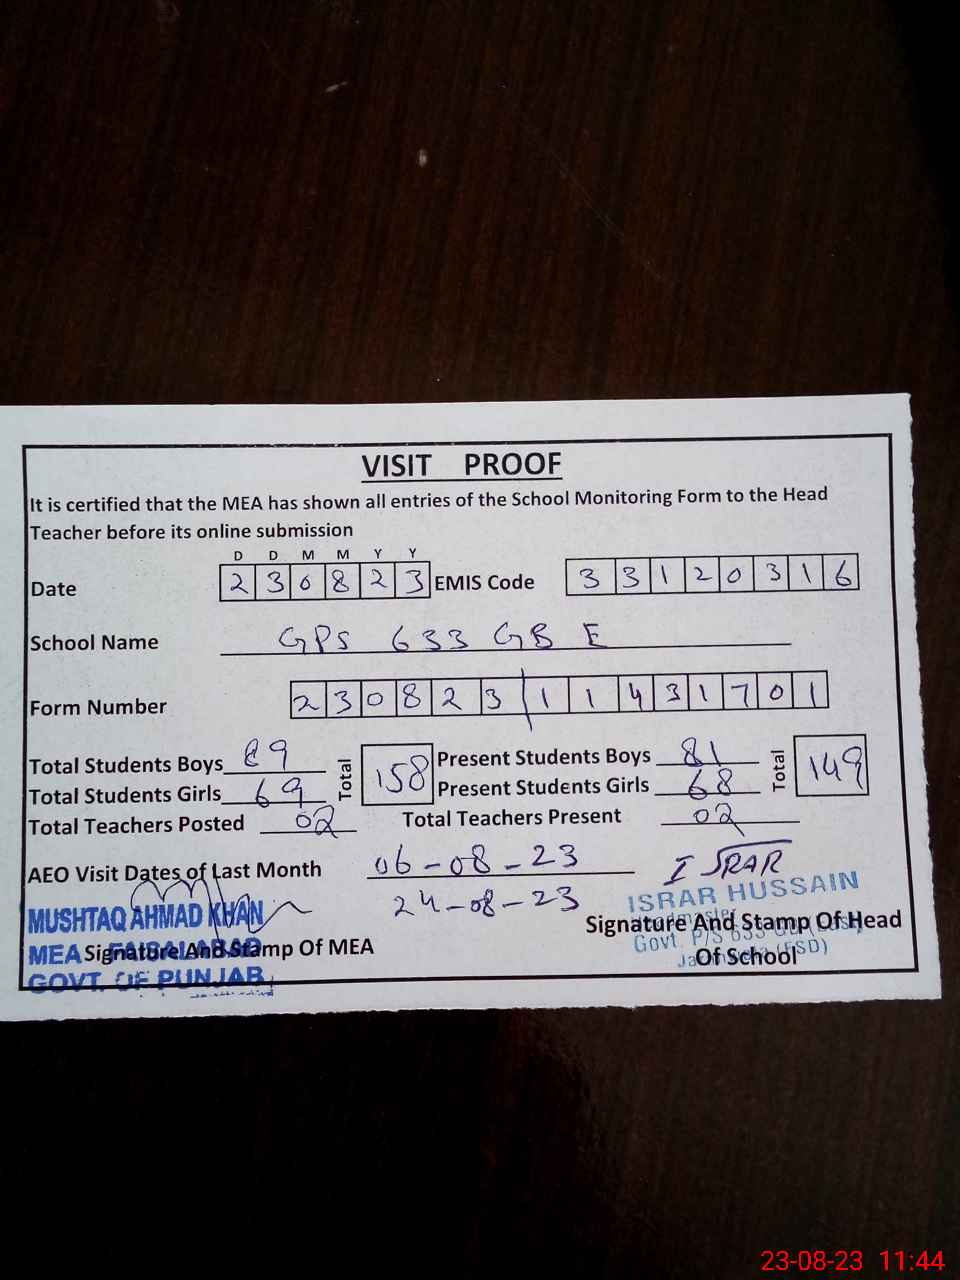 VISIT PROOF
It is certified that the MEA has shown all entries of the School Monitoring Form to the Head
Teacher before its online submission
D D M M Y Y
Date 2 3 0 8 2 3 EMIS Code 3 3 1 2 0 3 1 6
School Name GPS 633 GB E
Form Number 2 3 0 8 2 3 1 1 4 3 1 7 0 1
Total Students Boys 89 Total 158 Present Students Boys 81 Total 149
Total Students Girls 69 Present Students Girls 68
Total Teachers Posted 02 Total Teachers Present 02
AEO Visit Dates of Last Month 06-08-23
24-08-23
I SRAR
MUSHTAQ AHMAD KHAN
MEA FAISALABAD
GOVT. OF PUNJAB
Signature And Stamp Of MEA
ISRAR HUSSAIN
Headmaster
Govt. P/S 633
(FSD)
Signature And Stamp Of Head
Of School
23-08-23 11:44